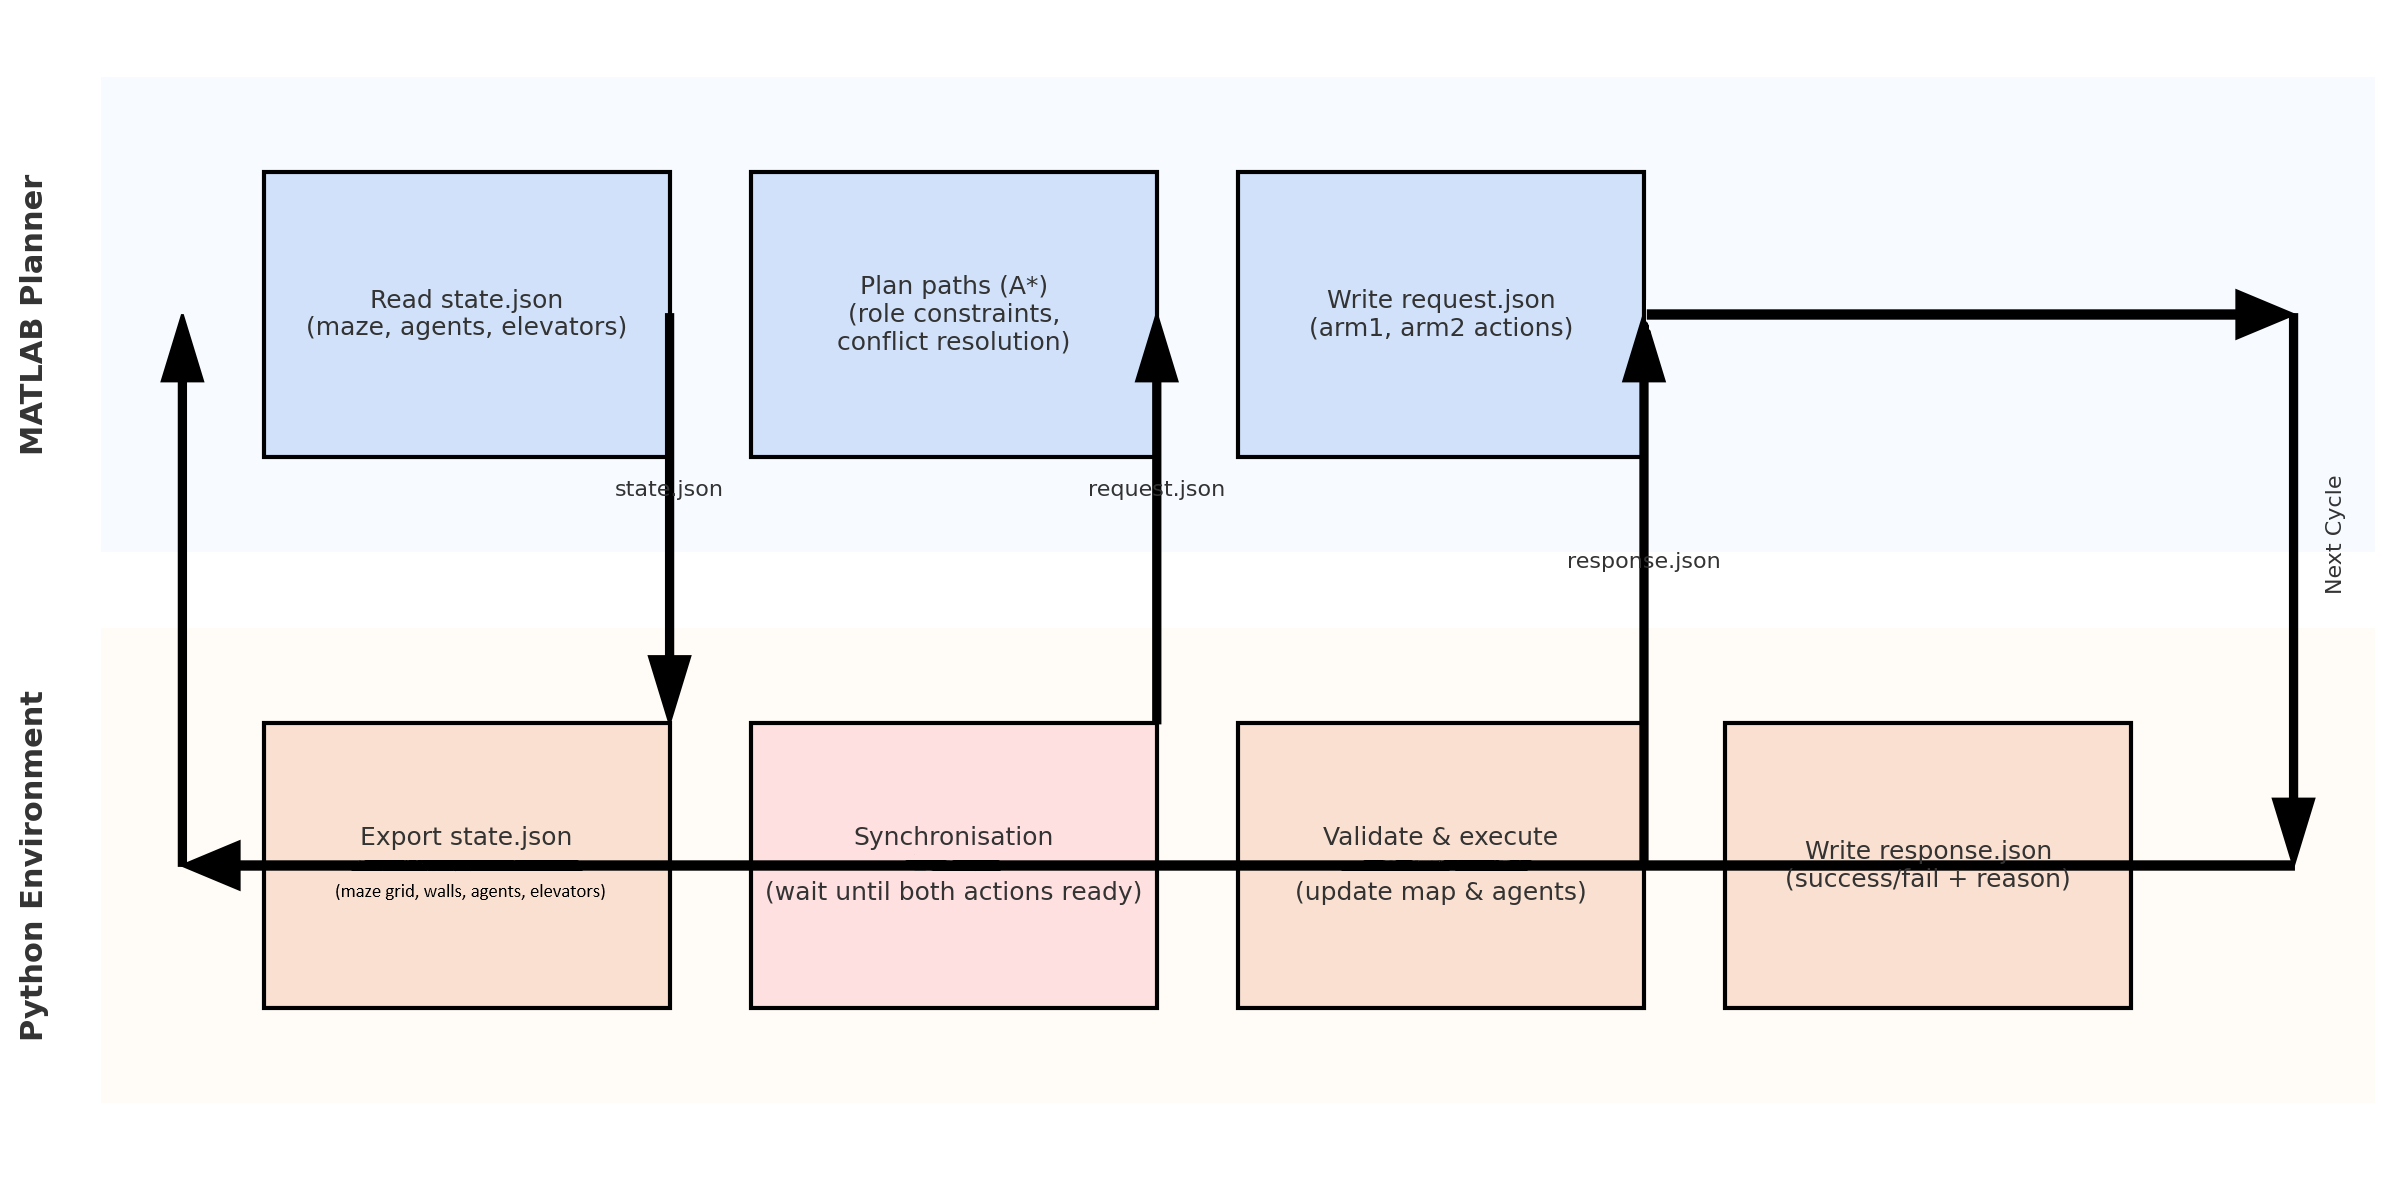 MATLAB Planner
Read state.json
(maze, agents, elevators)
Plan paths (A*)
(role constraints,
conflict resolution)
Write request.json
(arm1, arm2 actions)
state.json
request.json
response.json
Next Cycle
Python Environment
Export state.json
(maze grid, walls, agents, elevators)
Synchronisation
(wait until both actions ready)
Validate & execute
(update map & agents)
Write response.json
(success/fail + reason)